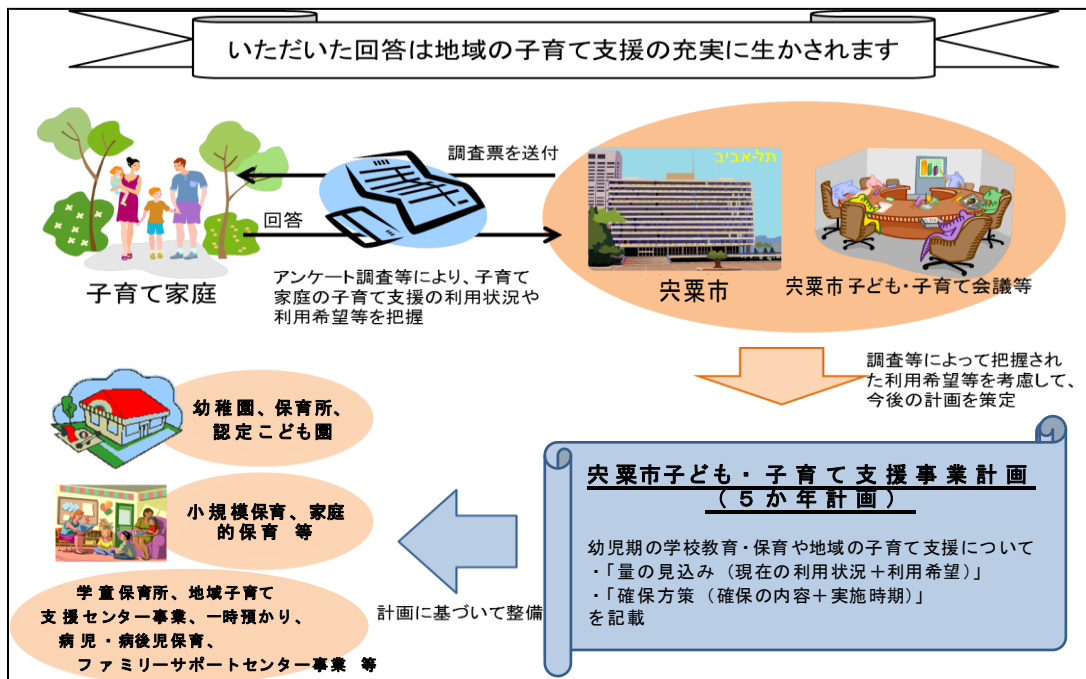 いただいた回答は地域の子育て支援の充実に生かされます
調査票を送付
回答
子育て家庭
アンケート調査等により、子育て
家庭の子育て支援の利用状況や
利用希望等を把握
תל-אביב
宍粟市
宍粟市子ども・子育て会議等
調査等によって把握され
た利用希望等を考慮して、
今後の計画を策定
幼稚園、保育所、
認定こども園
小規模保育、家庭
的保育 等
学童保育所、地域子育て
支援センター事業、一時預かり、
病児・病後児保育、
ファミリーサポートセンター事業 等
計画に基づいて整備
宍粟市子ども・子育て支援事業計画
(5か年計画)
幼児期の学校教育・保育や地域の子育て支援について
・「量の見込み(現在の利用状況+利用希望)」
・「確保方策(確保の内容+実施時期)」
を記載